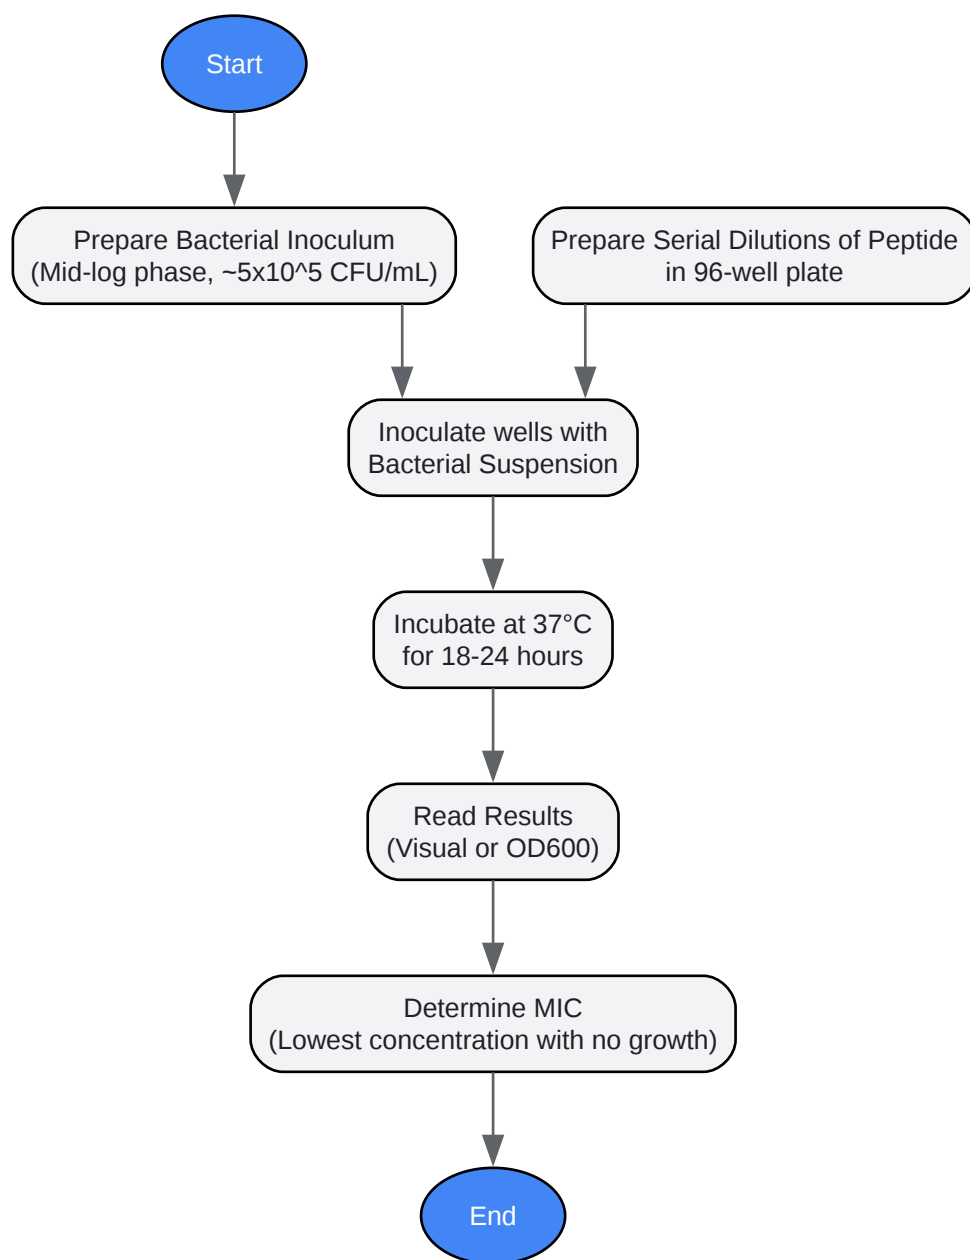 Start
Prepare Bacterial Inoculum
(Mid-log phase, ~5x10^5 CFU/mL)
Prepare Serial Dilutions of Peptide
in 96-well plate
Inoculate wells with
Bacterial Suspension
Incubate at 37°C
for 18-24 hours
Read Results
(Visual or OD600)
Determine MIC
(Lowest concentration with no growth)
End